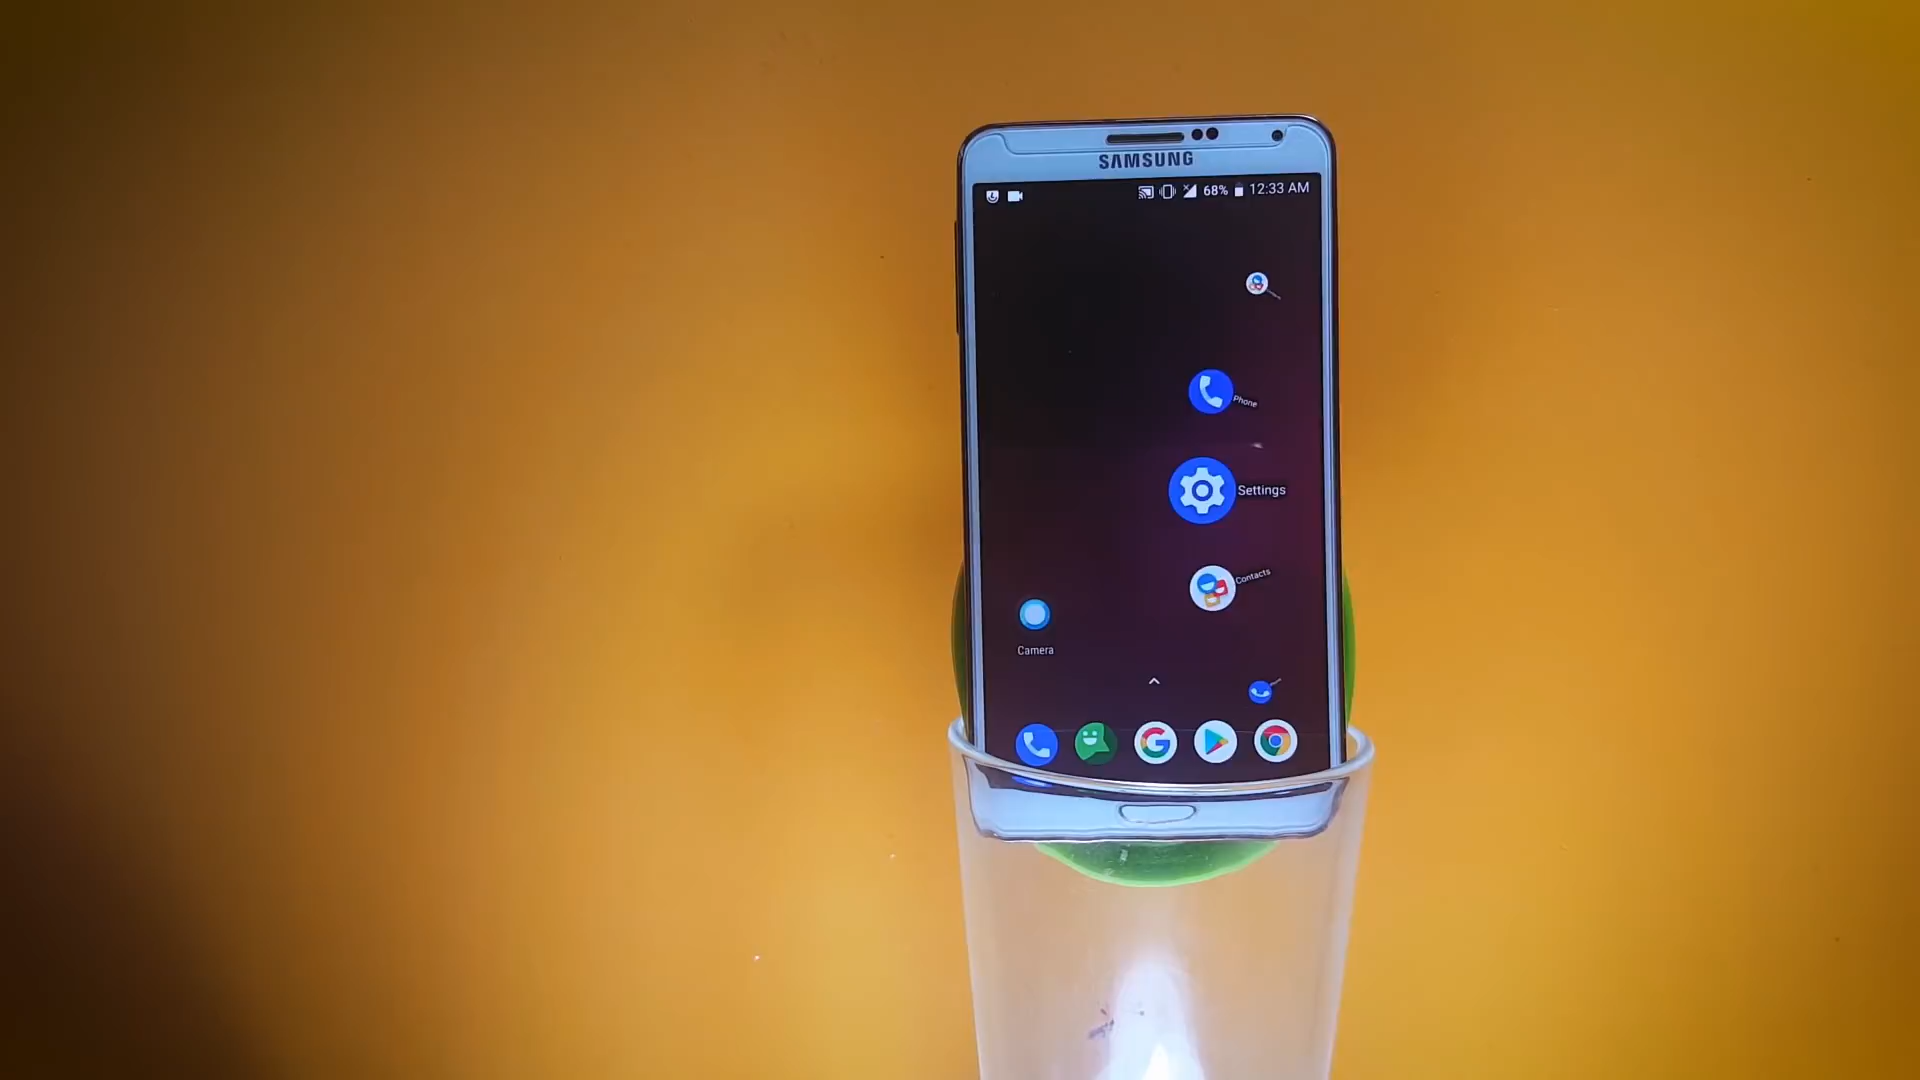 SAMSUNG
68% 12:33 AM
Phone
Settings
Contacts
Camera